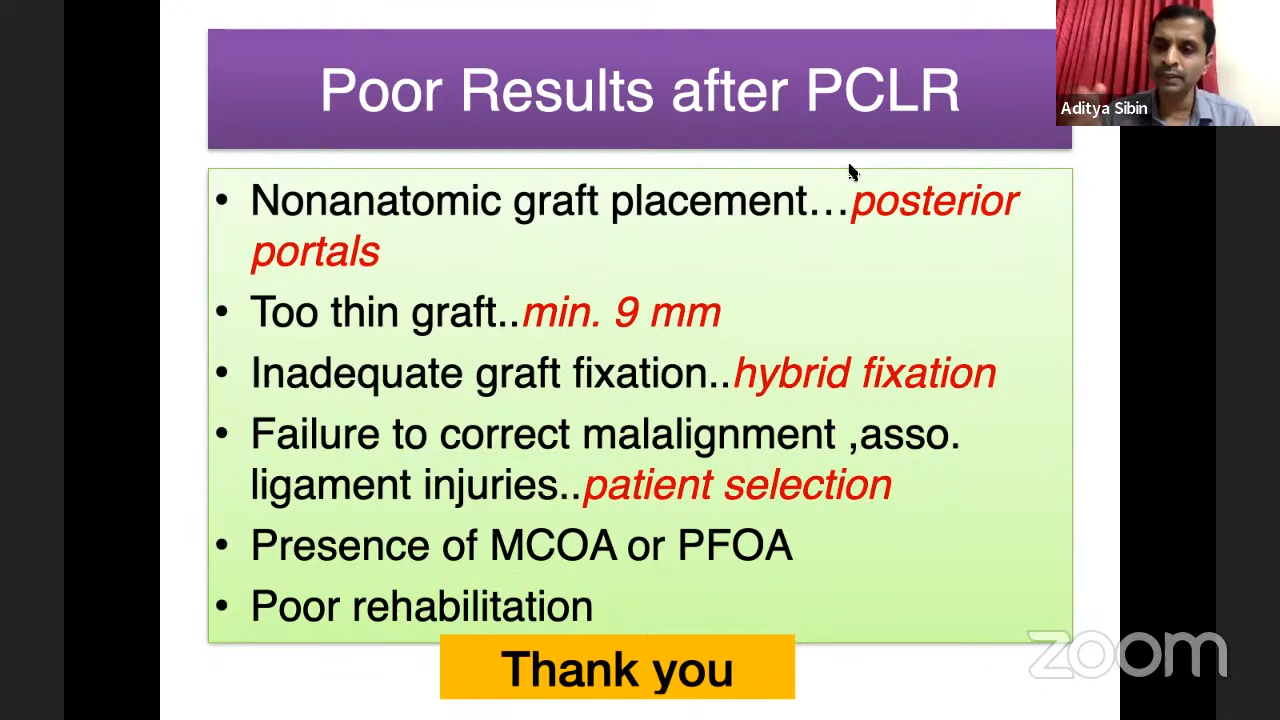 Poor Results after PCLR
Aditya Sibin
• Nonanatomic graft placement…posterior
portals
• Too thin graft..min. 9 mm
• Inadequate graft fixation..hybrid fixation
• Failure to correct malalignment ,asso.
ligament injuries..patient selection
• Presence of MCOA or PFOA
• Poor rehabilitation
Thank you
zoom